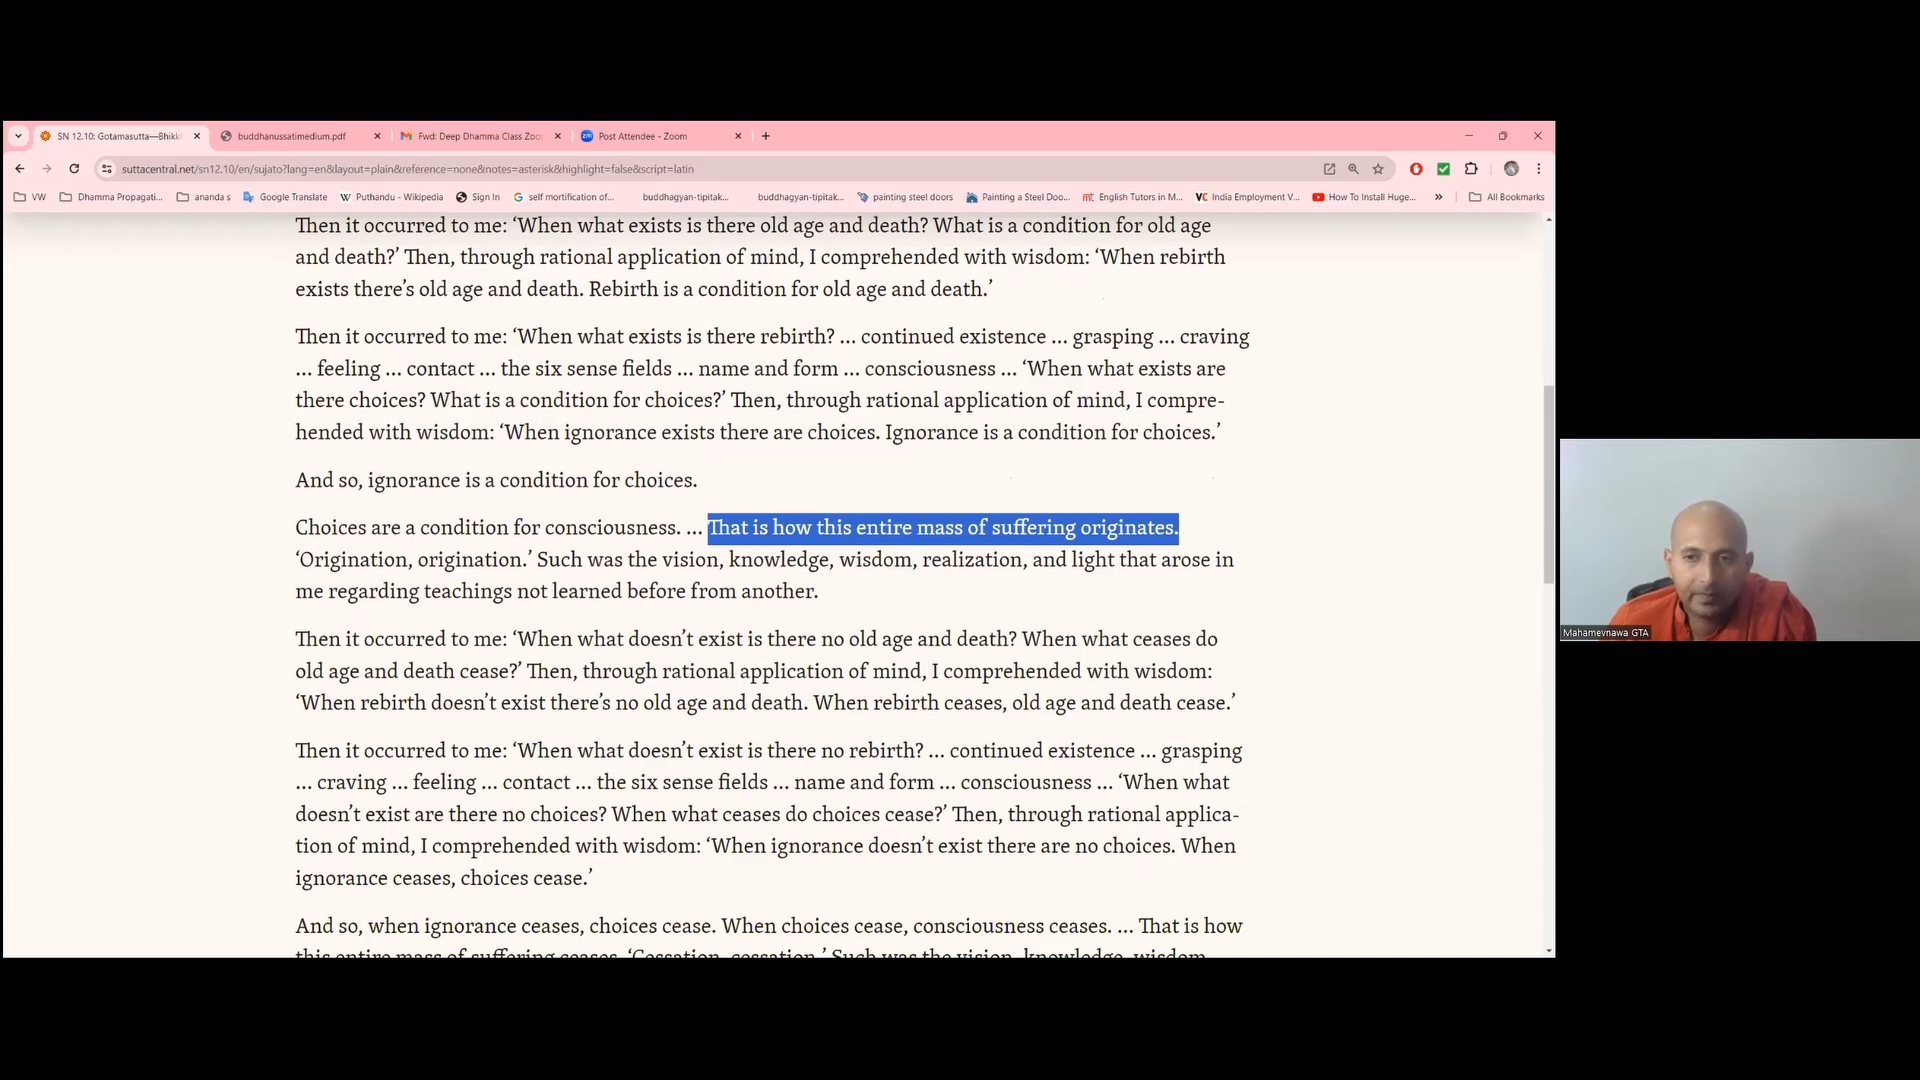 SN 12.10: Gotamasutta—Bhikkh
buddhanussatimedium.pdf
Fwd: Deep Dhamma Class Zoo
Post Attendee - Zoom
suttacentral.net/sn12.10/en/sujato?lang=en&layout=plain&reference=none&notes=asterisk&highlight=false&script=latin
VW
Dhamma Propagati...
ananda s
Google Translate
Puthandu - Wikipedia
Sign In
self mortification of...
buddhagyan-tipitak...
buddhagyan-tipitak...
painting steel doors
Painting a Steel Doo...
English Tutors in M...
India Employment V...
How To Install Huge...
All Bookmarks
Then it occurred to me: ‘When what exists is there old age and death? What is a condition for old age
and death?’ Then, through rational application of mind, I comprehended with wisdom: ‘When rebirth
exists there’s old age and death. Rebirth is a condition for old age and death.’
Then it occurred to me: ‘When what exists is there rebirth? … continued existence … grasping … craving
… feeling … contact … the six sense fields … name and form … consciousness … ‘When what exists are
there choices? What is a condition for choices?’ Then, through rational application of mind, I compre-
hended with wisdom: ‘When ignorance exists there are choices. Ignorance is a condition for choices.’
And so, ignorance is a condition for choices.
Choices are a condition for consciousness. … That is how this entire mass of suffering originates.
‘Origination, origination.’ Such was the vision, knowledge, wisdom, realization, and light that arose in
me regarding teachings not learned before from another.
Then it occurred to me: ‘When what doesn’t exist is there no old age and death? When what ceases do
old age and death cease?’ Then, through rational application of mind, I comprehended with wisdom:
‘When rebirth doesn’t exist there’s no old age and death. When rebirth ceases, old age and death cease.’
Then it occurred to me: ‘When what doesn’t exist is there no rebirth? … continued existence … grasping
… craving … feeling … contact … the six sense fields … name and form … consciousness … ‘When what
doesn’t exist are there no choices? When what ceases do choices cease?’ Then, through rational applica-
tion of mind, I comprehended with wisdom: ‘When ignorance doesn’t exist there are no choices. When
ignorance ceases, choices cease.’
And so, when ignorance ceases, choices cease. When choices cease, consciousness ceases. … That is how
this entire mass of suffering ceases. ‘Cessation, cessation.’ Such was the vision, knowledge, wisdom,
Mahamevnawa GTA